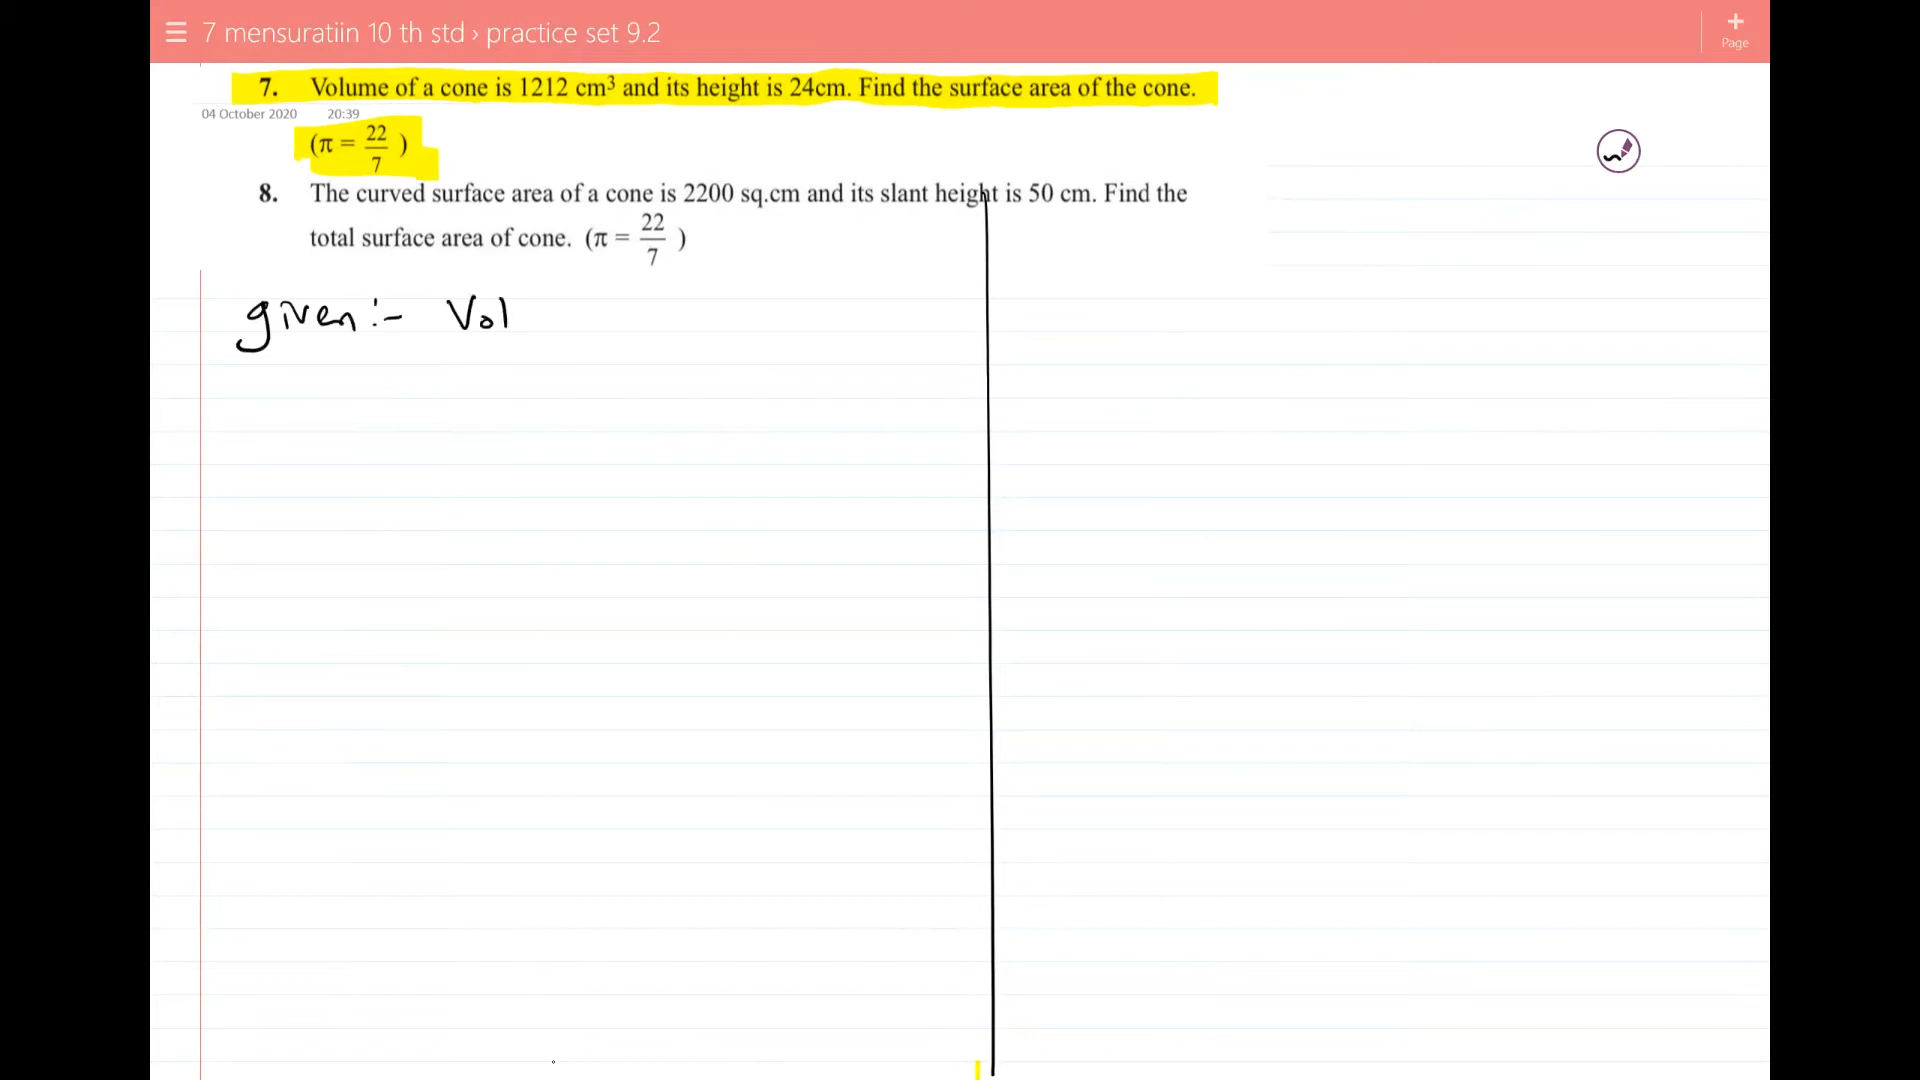 7 mensuratiin 10 th std › practice set 9.2
Page
7. Volume of a cone is 1212 cm³ and its height is 24cm. Find the surface area of the cone.
04 October 2020 20:39
(π = 22/7 )
8. The curved surface area of a cone is 2200 sq.cm and its slant height is 50 cm. Find the
total surface area of cone. (π = 22/7 )
given :- Vol